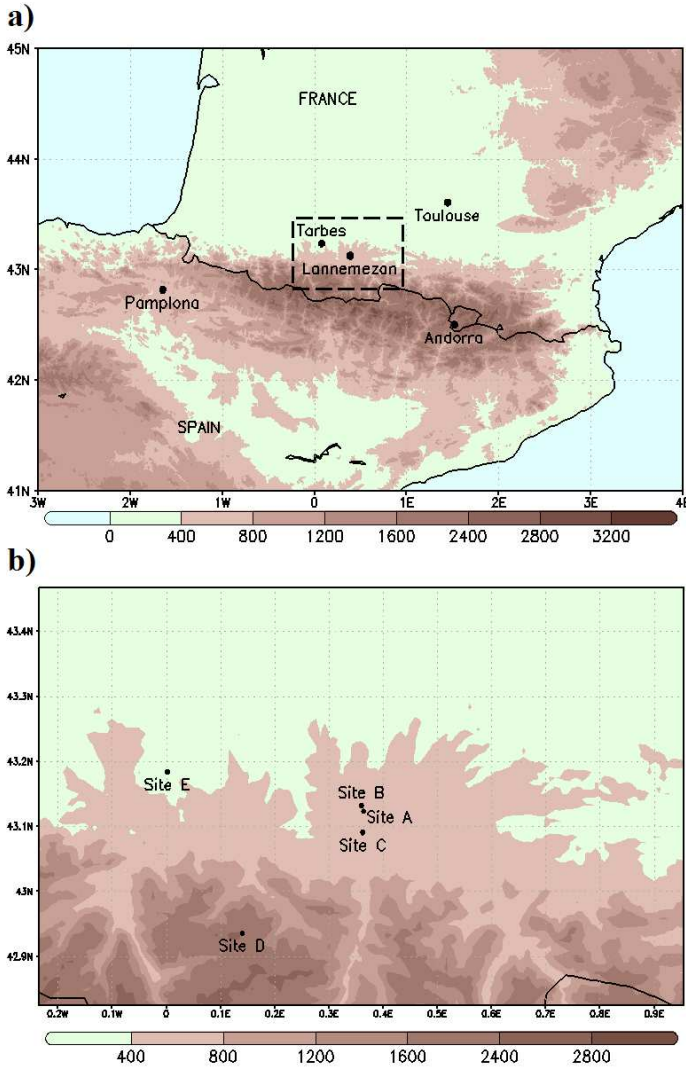 a)
45N
FRANCE
44N
Toulouse
Tarbes
43N
Lannemezan
Pamplona
Andorra
42N
SPAIN
41N
3W 2W 1W 0 1E 2E 3E 4E
0 400 800 1200 1600 2400 2800 3200
b)
43.4N
43.3N
43.2N
Site E
Site B
Site A
43.1N
Site C
43N
Site D
42.9N
0.2W 0.1W 0 0.1E 0.2E 0.3E 0.4E 0.5E 0.6E 0.7E 0.8E 0.9E
400 800 1200 1600 2400 2800